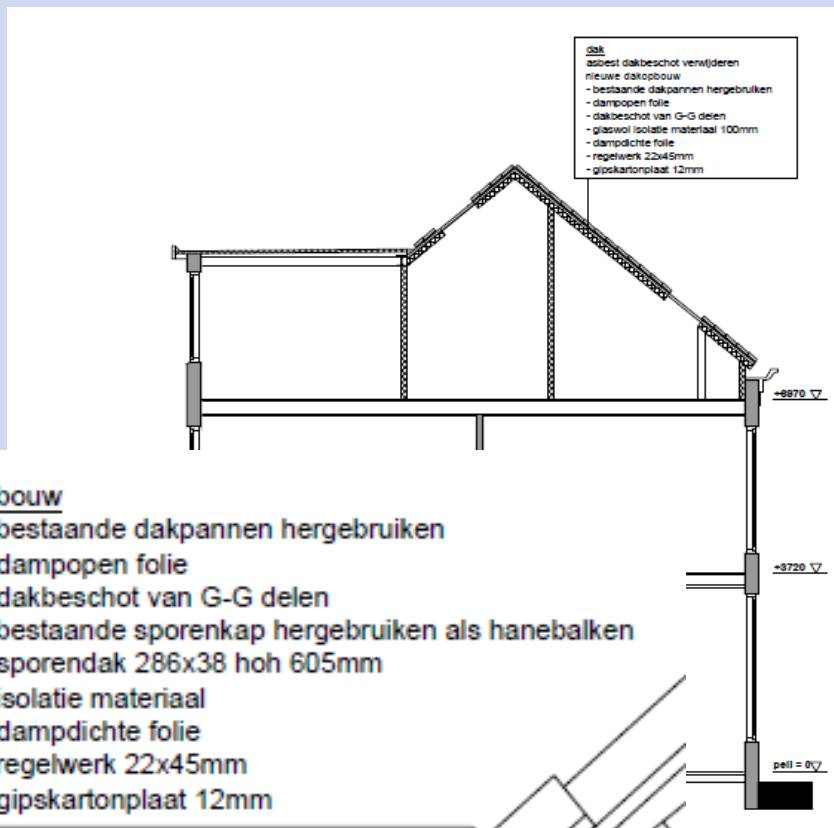 dak
asbest dakbeschot verwijderen
nieuwe dakopbouw
- bestaande dakpannen hergebruiken
- dampopen folie
- dakbeschot van G-G delen
- glaswol isolatie materiaal 100mm
- dampdichte folie
- regelwerk 22x45mm
- gipskartonplaat 12mm
+6970
bouw
bestaande dakpannen hergebruiken
dampopen folie
dakbeschot van G-G delen
bestaande sporenkap hergebruiken als hanebalken
sporendak 286x38 hoh 605mm
isolatie materiaal
dampdichte folie
regelwerk 22x45mm
gipskartonplaat 12mm
+3720
peil = 0